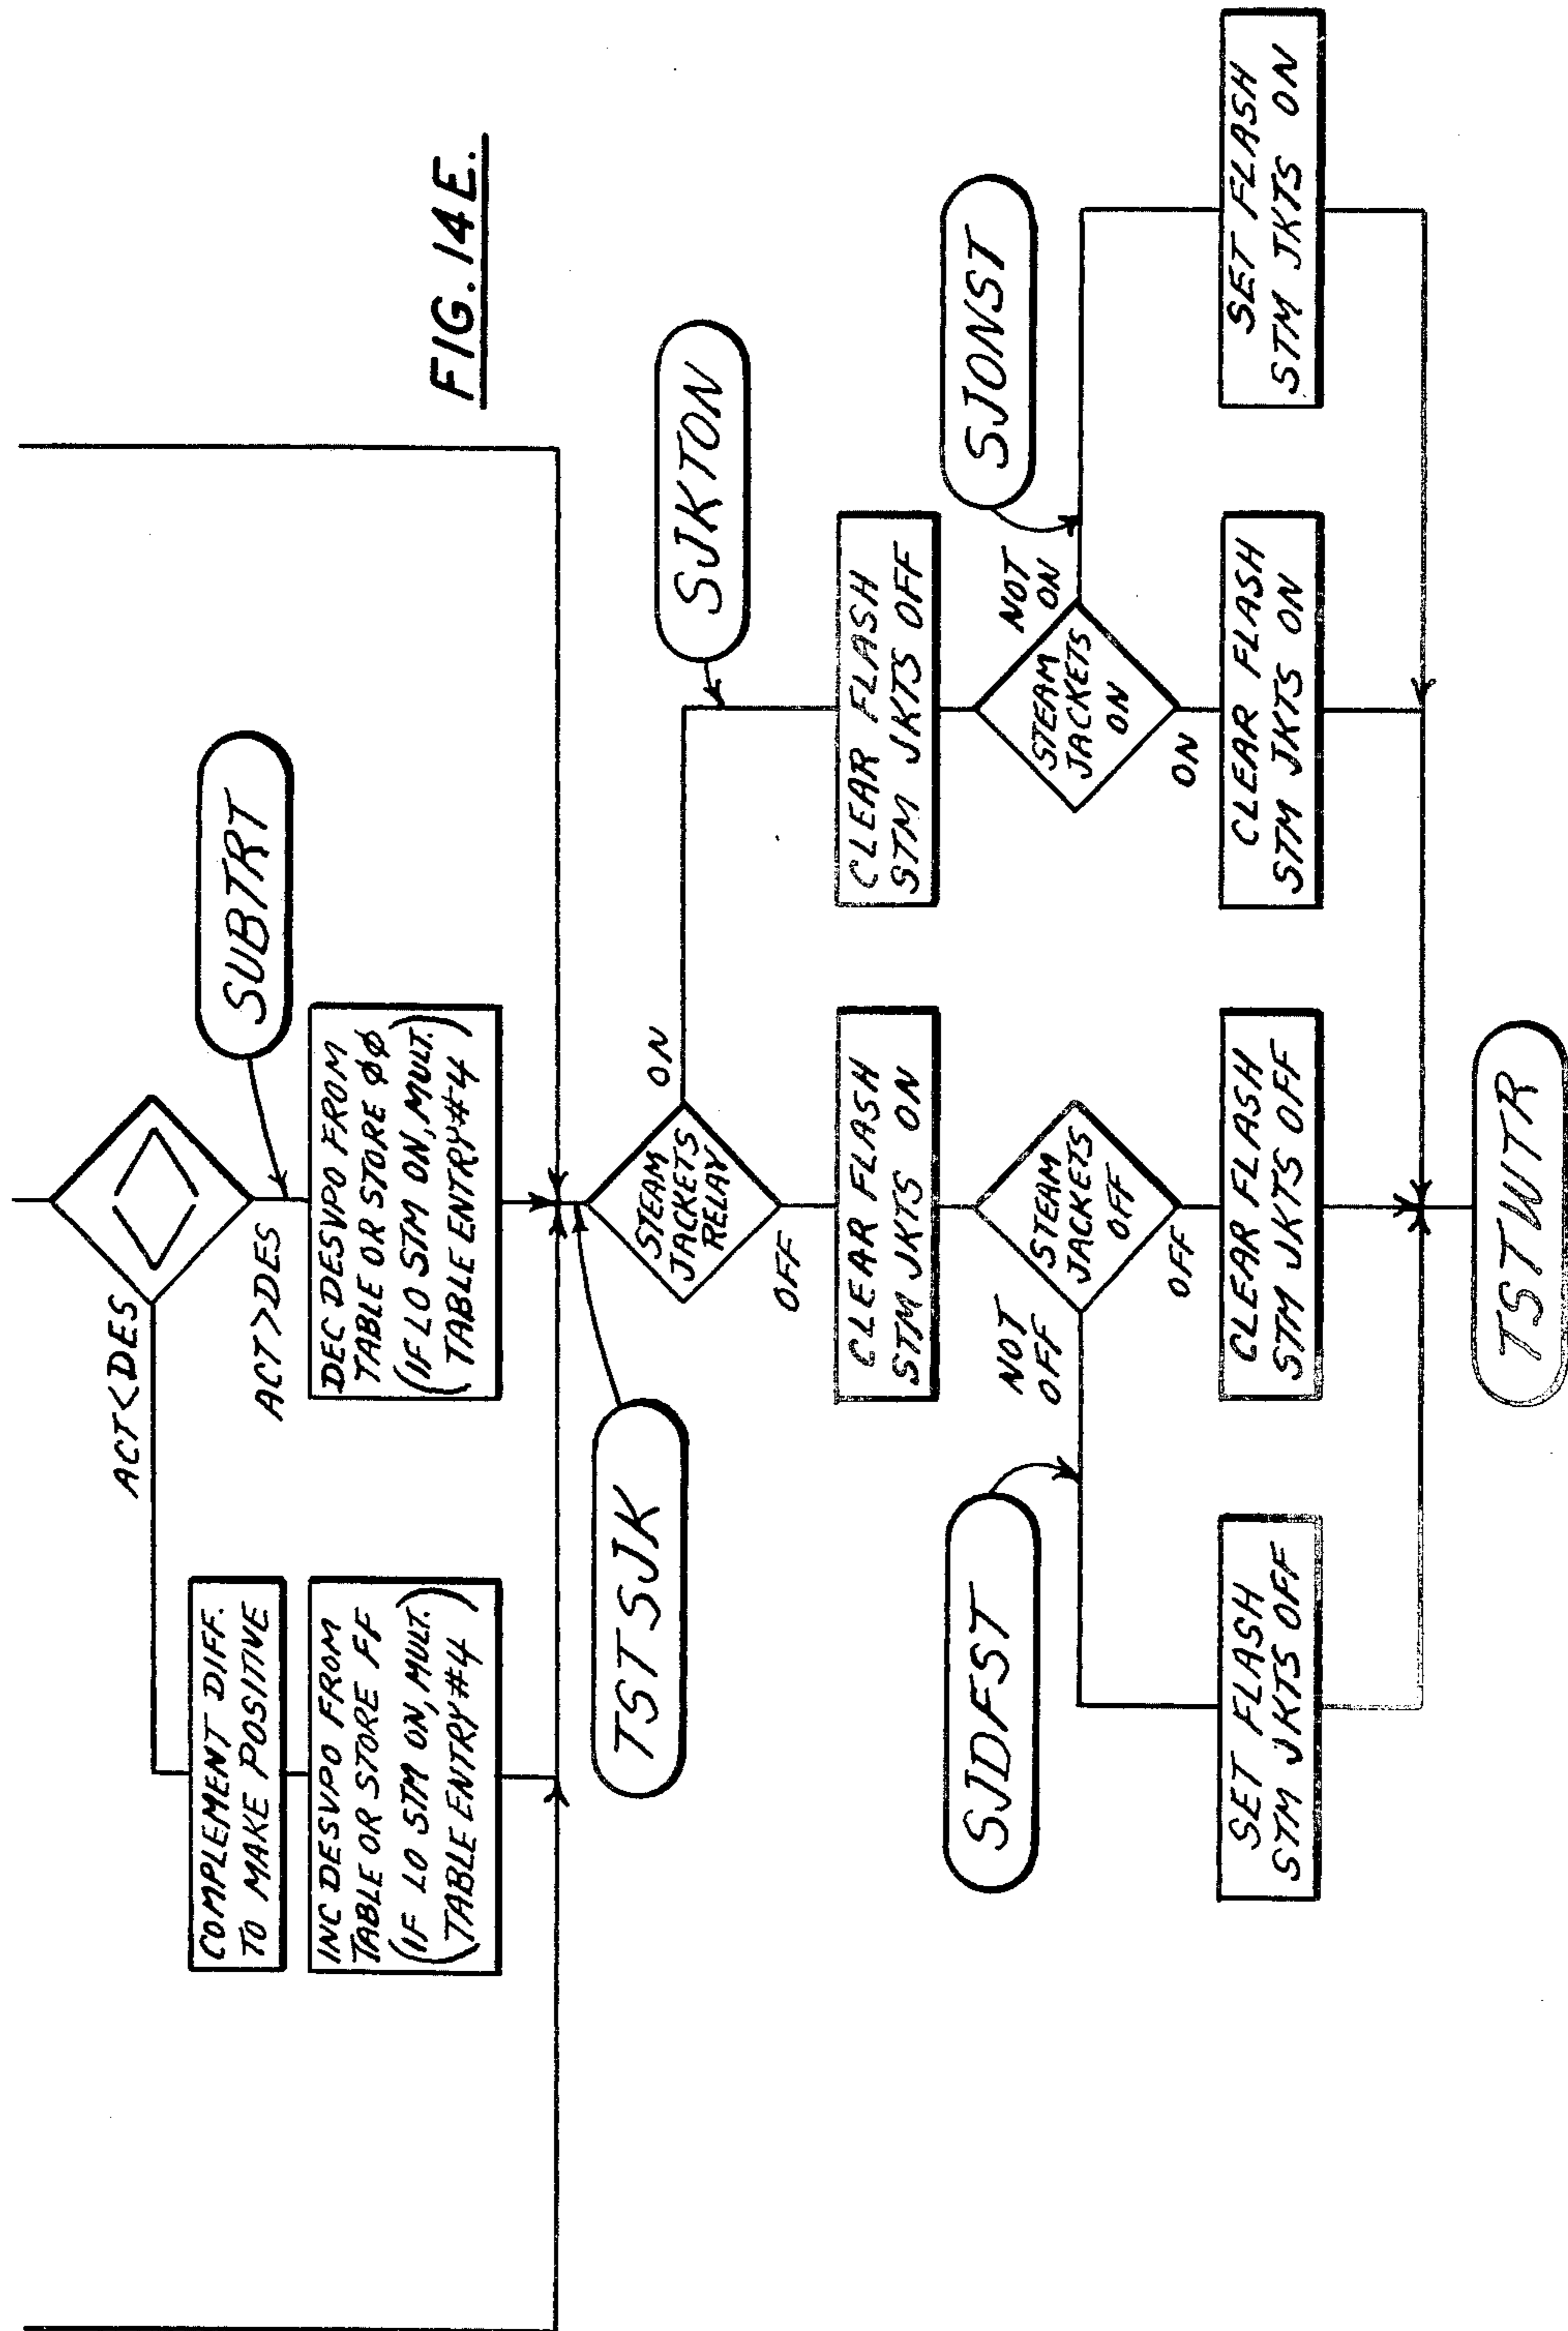 FIG. 14E.
ACT<DES
ACT>DES
SUBTRT
COMPLEMENT DIFF.
TO MAKE POSITIVE
INC DESVPO FROM
TABLE OR STORE FF
(IF LO STM ON, MULT.
TABLE ENTRY #4)
DEC DESVPO FROM
TABLE OR STORE ØØ
(IF LO STM ON, MULT.
TABLE ENTRY #4)
TSTSJK
STEAM
JACKETS
RELAY
ON
OFF
SJKTON
CLEAR FLASH
STM JKTS ON
CLEAR FLASH
STM JKTS OFF
SJDFST
NOT
OFF
STEAM
JACKETS
OFF
OFF
STEAM
JACKETS
ON
NOT
ON
ON
SJONST
SET FLASH
STM JKTS OFF
CLEAR FLASH
STM JKTS OFF
CLEAR FLASH
STM JKTS ON
SET FLASH
STM JKTS ON
TSTWTR